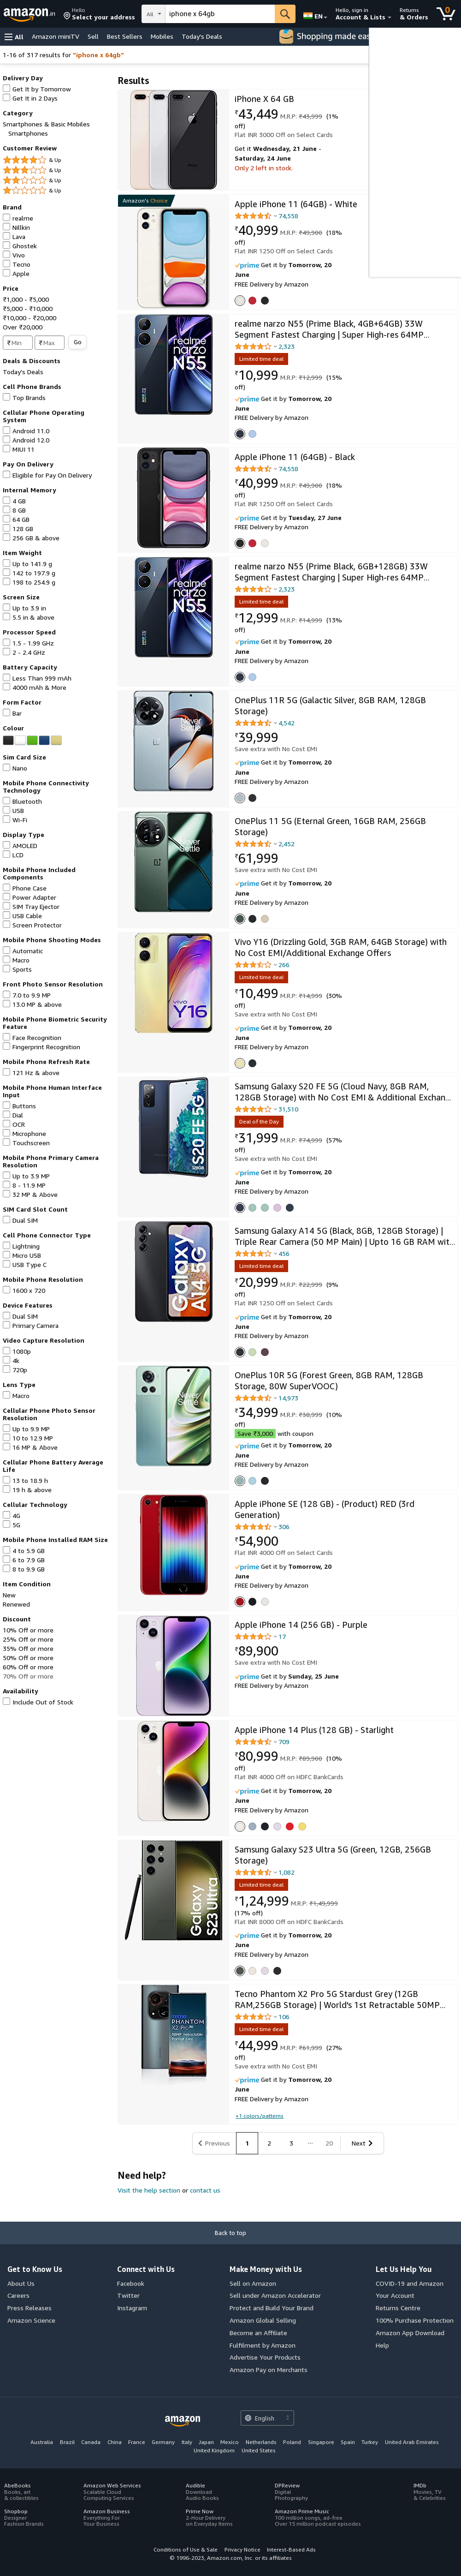 amazon.in
Hello
Select your address
All
iphone x 64gb
EN
Hello, sign in
Account & Lists
Returns
& Orders
0
All
Amazon miniTV
Sell
Best Sellers
Mobiles
Today's Deals
Shopping made eas
1-16 of 317 results for "iphone x 64gb"
Delivery Day
Get It by Tomorrow
Get It in 2 Days
Category
Smartphones & Basic Mobiles
Smartphones
Customer Review
& Up
& Up
& Up
& Up
Brand
realme
Nillkin
Lava
Ghostek
Vivo
Tecno
Apple
Price
₹1,000 - ₹5,000
₹5,000 - ₹10,000
₹10,000 - ₹20,000
Over ₹20,000
₹ Min
₹ Max
Go
Deals & Discounts
Today's Deals
Cell Phone Brands
Top Brands
Cellular Phone Operating System
Android 11.0
Android 12.0
MIUI 11
Pay On Delivery
Eligible for Pay On Delivery
Internal Memory
4 GB
8 GB
64 GB
128 GB
256 GB & above
Item Weight
Up to 141.9 g
142 to 197.9 g
198 to 254.9 g
Screen Size
Up to 3.9 in
5.5 in & above
Processor Speed
1.5 - 1.99 GHz
2 - 2.4 GHz
Battery Capacity
Less Than 999 mAh
4000 mAh & More
Form Factor
Bar
Colour
Sim Card Size
Nano
Mobile Phone Connectivity Technology
Bluetooth
USB
Wi-Fi
Display Type
AMOLED
LCD
Mobile Phone Included Components
Phone Case
Power Adapter
SIM Tray Ejector
USB Cable
Screen Protector
Mobile Phone Shooting Modes
Automatic
Macro
Sports
Front Photo Sensor Resolution
7.0 to 9.9 MP
13.0 MP & above
Mobile Phone Biometric Security Feature
Face Recognition
Fingerprint Recognition
Mobile Phone Refresh Rate
121 Hz & above
Mobile Phone Human Interface Input
Buttons
Dial
OCR
Microphone
Touchscreen
Mobile Phone Primary Camera Resolution
Up to 3.9 MP
8 - 11.9 MP
32 MP & Above
SIM Card Slot Count
Dual SIM
Cell Phone Connector Type
Lightning
Micro USB
USB Type C
Mobile Phone Resolution
1600 x 720
Device Features
Dual SIM
Primary Camera
Video Capture Resolution
1080p
4k
720p
Lens Type
Macro
Cellular Phone Photo Sensor Resolution
Up to 9.9 MP
10 to 12.9 MP
16 MP & Above
Cellular Phone Battery Average Life
13 to 18.9 h
19 h & above
Cellular Technology
4G
5G
Mobile Phone Installed RAM Size
4 to 5.9 GB
6 to 7.9 GB
8 to 9.9 GB
Item Condition
New
Renewed
Discount
10% Off or more
25% Off or more
35% Off or more
50% Off or more
60% Off or more
70% Off or more
Availability
Include Out of Stock
Results
iPhone X 64 GB
₹43,449 M.R.P: ₹43,999 (1% off)
Flat INR 3000 Off on Select Cards
Get it Wednesday, 21 June - Saturday, 24 June
Only 2 left in stock.
Amazon's Choice
Apple iPhone 11 (64GB) - White
74,558
₹40,999 M.R.P: ₹49,900 (18% off)
Flat INR 1250 Off on Select Cards
prime Get it by Tomorrow, 20 June
FREE Delivery by Amazon
realme narzo N55
realme narzo N55 (Prime Black, 4GB+64GB) 33W Segment Fastest Charging | Super High-res 64MP...
2,323
Limited time deal
₹10,999 M.R.P: ₹12,999 (15% off)
prime Get it by Tomorrow, 20 June
FREE Delivery by Amazon
Apple iPhone 11 (64GB) - Black
74,558
₹40,999 M.R.P: ₹49,900 (18% off)
Flat INR 1250 Off on Select Cards
prime Get it by Tuesday, 27 June
FREE Delivery by Amazon
realme narzo N55
realme narzo N55 (Prime Black, 6GB+128GB) 33W Segment Fastest Charging | Super High-res 64MP...
2,323
Limited time deal
₹12,999 M.R.P: ₹14,999 (13% off)
prime Get it by Tomorrow, 20 June
FREE Delivery by Amazon
Never Settle
OnePlus 11R 5G (Galactic Silver, 8GB RAM, 128GB Storage)
4,542
₹39,999
Save extra with No Cost EMI
prime Get it by Tomorrow, 20 June
FREE Delivery by Amazon
Never Settle
OnePlus 11 5G (Eternal Green, 16GB RAM, 256GB Storage)
2,452
₹61,999
Save extra with No Cost EMI
prime Get it by Tomorrow, 20 June
FREE Delivery by Amazon
vivo Y16
Vivo Y16 (Drizzling Gold, 3GB RAM, 64GB Storage) with No Cost EMI/Additional Exchange Offers
266
Limited time deal
₹10,499 M.R.P: ₹14,999 (30% off)
Save extra with No Cost EMI
prime Get it by Tomorrow, 20 June
FREE Delivery by Amazon
S20 FE 5G
128GB
Samsung Galaxy S20 FE 5G (Cloud Navy, 8GB RAM, 128GB Storage) with No Cost EMI & Additional Exchan...
31,510
Deal of the Day
₹31,999 M.R.P: ₹74,999 (57% off)
Save extra with No Cost EMI
prime Get it by Tomorrow, 20 June
FREE Delivery by Amazon
Galaxy A14 5G
Samsung Galaxy A14 5G (Black, 8GB, 128GB Storage) | Triple Rear Camera (50 MP Main) | Upto 16 GB RAM wit...
456
Limited time deal
₹20,999 M.R.P: ₹22,999 (9% off)
Flat INR 1250 Off on Select Cards
prime Get it by Tomorrow, 20 June
FREE Delivery by Amazon
Never Settle
OnePlus 10R 5G (Forest Green, 8GB RAM, 128GB Storage, 80W SuperVOOC)
14,973
₹34,999 M.R.P: ₹38,999 (10% off)
Save ₹3,000 with coupon
prime Get it by Tomorrow, 20 June
FREE Delivery by Amazon
Apple iPhone SE (128 GB) - (Product) RED (3rd Generation)
306
₹54,900
Flat INR 4000 Off on Select Cards
prime Get it by Tomorrow, 20 June
FREE Delivery by Amazon
Apple iPhone 14 (256 GB) - Purple
17
₹89,900
Save extra with No Cost EMI
prime Get it by Sunday, 25 June
FREE Delivery by Amazon
Apple iPhone 14 Plus (128 GB) - Starlight
709
₹80,999 M.R.P: ₹89,900 (10% off)
Flat INR 4000 Off on HDFC BankCards
prime Get it by Tomorrow, 20 June
FREE Delivery by Amazon
Galaxy S23 Ultra
Samsung Galaxy S23 Ultra 5G (Green, 12GB, 256GB Storage)
1,082
Limited time deal
₹1,24,999 M.R.P: ₹1,49,999 (17% off)
Flat INR 8000 Off on HDFC BankCards
prime Get it by Tomorrow, 20 June
FREE Delivery by Amazon
PHANTOM X2 Pro 5G
Tecno Phantom X2 Pro 5G Stardust Grey (12GB RAM,256GB Storage) | World's 1st Retractable 50MP...
106
Limited time deal
₹44,999 M.R.P: ₹61,999 (27% off)
Save extra with No Cost EMI
prime Get it by Tomorrow, 20 June
FREE Delivery by Amazon
+1 colors/patterns
Previous 1 2 3 ... 20 Next
Need help?
Visit the help section or contact us
Back to top
Get to Know Us
About Us
Careers
Press Releases
Amazon Science
Connect with Us
Facebook
Twitter
Instagram
Make Money with Us
Sell on Amazon
Sell under Amazon Accelerator
Protect and Build Your Brand
Amazon Global Selling
Become an Affiliate
Fulfilment by Amazon
Advertise Your Products
Amazon Pay on Merchants
Let Us Help You
COVID-19 and Amazon
Your Account
Returns Centre
100% Purchase Protection
Amazon App Download
Help
amazon
English
Australia Brazil Canada China France Germany Italy Japan Mexico Netherlands Poland Singapore Spain Turkey United Arab Emirates
United Kingdom United States
AbeBooks
Books, art
& collectibles
Amazon Web Services
Scalable Cloud
Computing Services
Audible
Download
Audio Books
DPReview
Digital
Photography
IMDb
Movies, TV
& Celebrities
Shopbop
Designer
Fashion Brands
Amazon Business
Everything For
Your Business
Prime Now
2-Hour Delivery
on Everyday Items
Amazon Prime Music
100 million songs, ad-free
Over 15 million podcast episodes
Conditions of Use & Sale Privacy Notice Interest-Based Ads
© 1996-2023, Amazon.com, Inc. or its affiliates